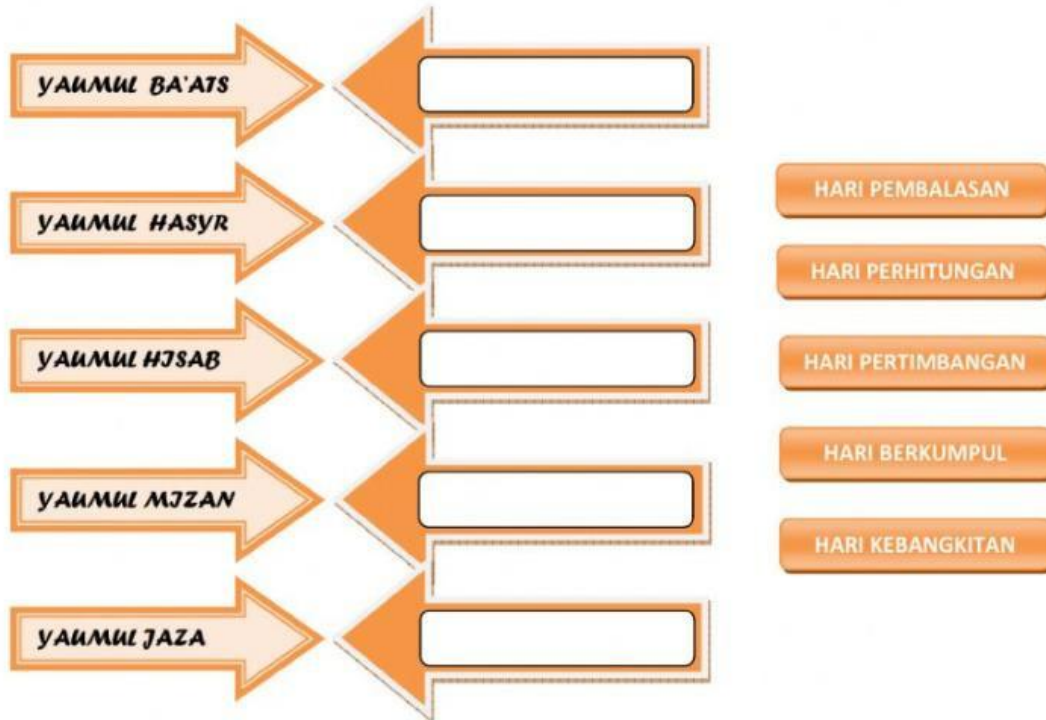 YAUMUL BA'ATS
YAUMUL HASYR
YAUMUL HISAB
YAUMUL MIZAN
YAUMUL JAZA
HARI PEMBALASAN
HARI PERHITUNGAN
HARI PERTIMBANGAN
HARI BERKUMPUL
HARI KEBANGKITAN